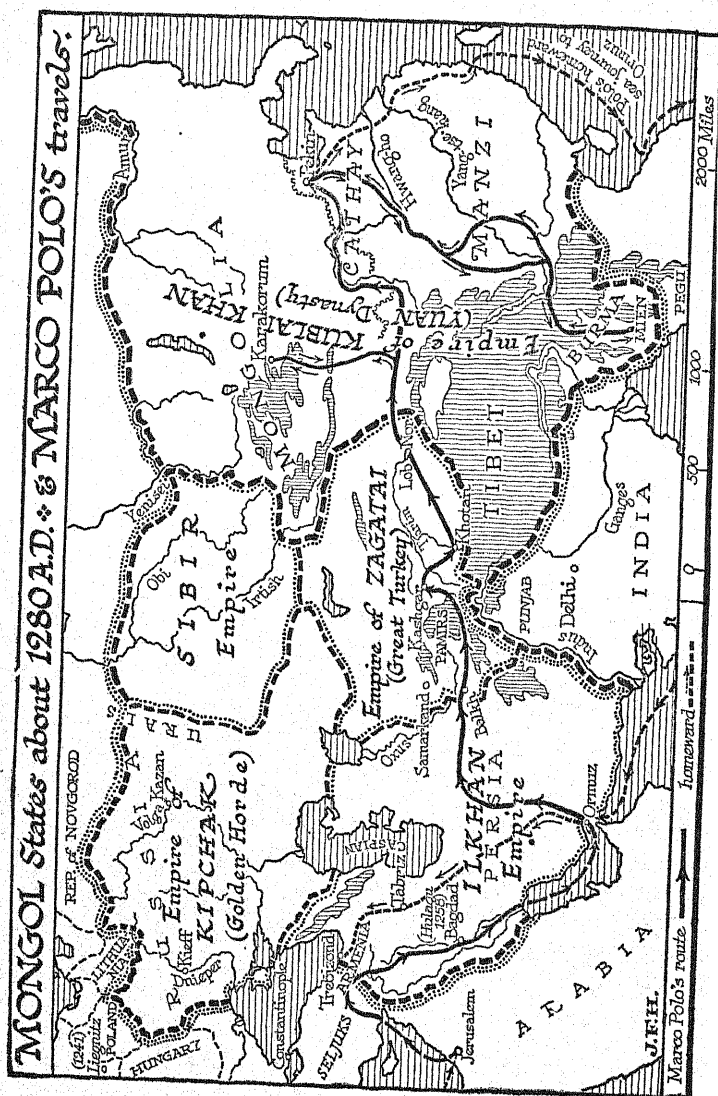 MONGOL States about 1280 A.D. & MARCO POLO'S travels.
REP. of NOVGOROD
(1241)
Liegnitz
POLAND
LITHUANIA
HUNGARY
RUSSIA
Kieff
Dnieper
Volga
Kazan
Empire of
KIPCHAK
(Golden Horde)
URALS
SIBIR
Empire
Obi
Irtish
Yenisei
MONGOLIA
Karakorum
Amur
Empire of
KUBLAI KHAN
(YUAN Dynasty)
Pekin
CATHAY
Hwang-ho
Yang-tse-Kiang
MANZI
Polo's homeward
sea journey to
Ormuz
Constantinople
SELJUKS
Trebizond
ARMENIA
CASPIAN
Tabriz
(Hulagu
1258)
Bagdad
ILKHAN
PERSIA
Empire
Ormuz
Jerusalem
ARABIA
Oxus
Samarkand
Balkh
Empire of ZAGATAI
(Great Turkey)
Kashgar
PAMIRS
Tarim
Lob Nor
Khotan
TIBET
PUNJAB
Indus
Delhi
Ganges
INDIA
BURMA
MIEN
PEGU
J.F.H.
Marco Polo's route
homeward
0
500
1000
2000 Miles